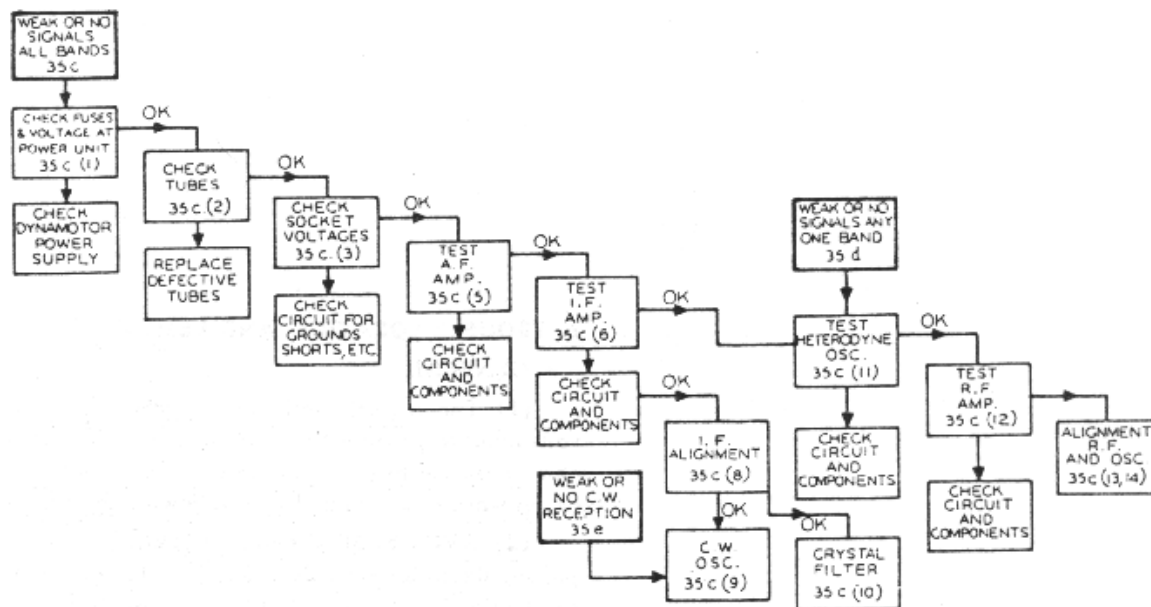 WEAK OR NO
SIGNALS
ALL BANDS
35 c
CHECK FUSES
& VOLTAGE AT
POWER UNIT
35 c (1)
OK
CHECK
DYNAMOTOR
POWER
SUPPLY
CHECK
TUBES
35 c. (2)
OK
REPLACE
DEFECTIVE
TUBES
CHECK
SOCKET
VOLTAGES
35 c. (3)
OK
CHECK
CIRCUIT FOR
GROUNDS
SHORTS, ETC.
TEST
A. F.
AMP.
35 c (5)
OK
CHECK
CIRCUIT
AND
COMPONENTS
TEST
I. F.
AMP.
35 c (6)
OK
CHECK
CIRCUIT
AND
COMPONENTS
OK
I. F.
ALIGNMENT
35 c (8)
OK
OK
WEAK OR
NO C.W.
RECEPTION
35 e
C. W.
OSC.
35 c (9)
CRYSTAL
FILTER
35 c (10)
WEAK OR NO
SIGNALS ANY
ONE BAND
35 d
TEST
HETERODYNE
OSC.
35 c (11)
OK
CHECK
CIRCUIT
AND
COMPONENTS
TEST
R. F
AMP.
35 c (12)
CHECK
CIRCUIT
AND
COMPONENTS
ALIGNMENT
R. F.
AND OSC
35 c (13, 14)